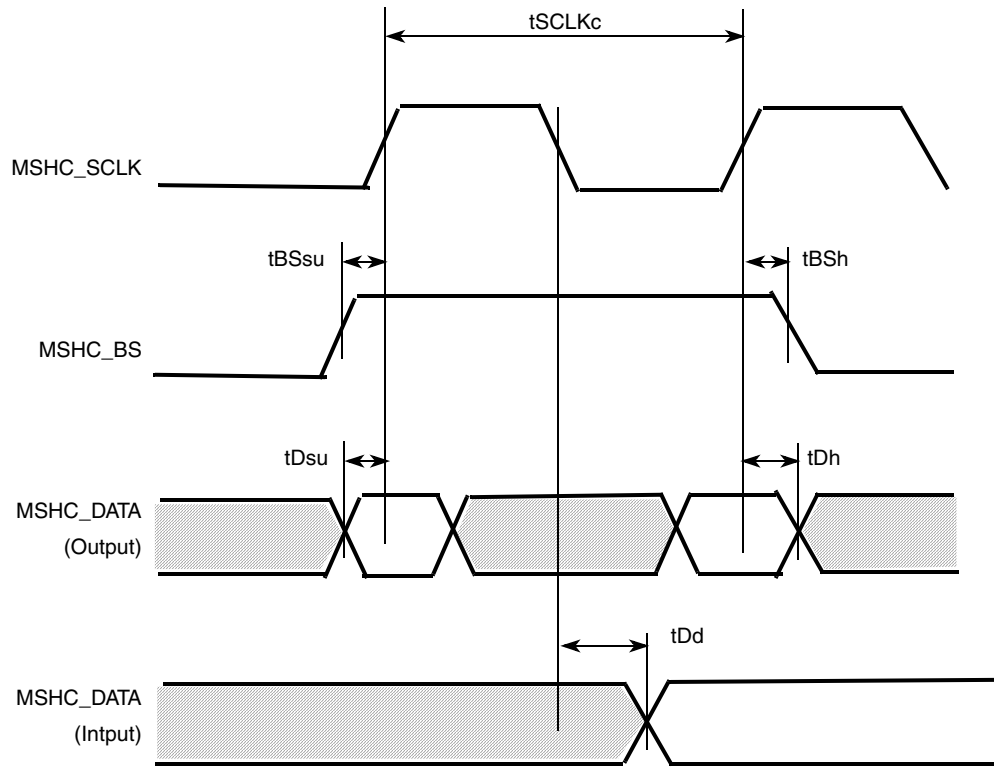 tSCLKc
MSHC_SCLK
tBSsu
tBSh
MSHC_BS
tDsu
tDh
MSHC_DATA
(Output)
tDd
MSHC_DATA
(Intput)